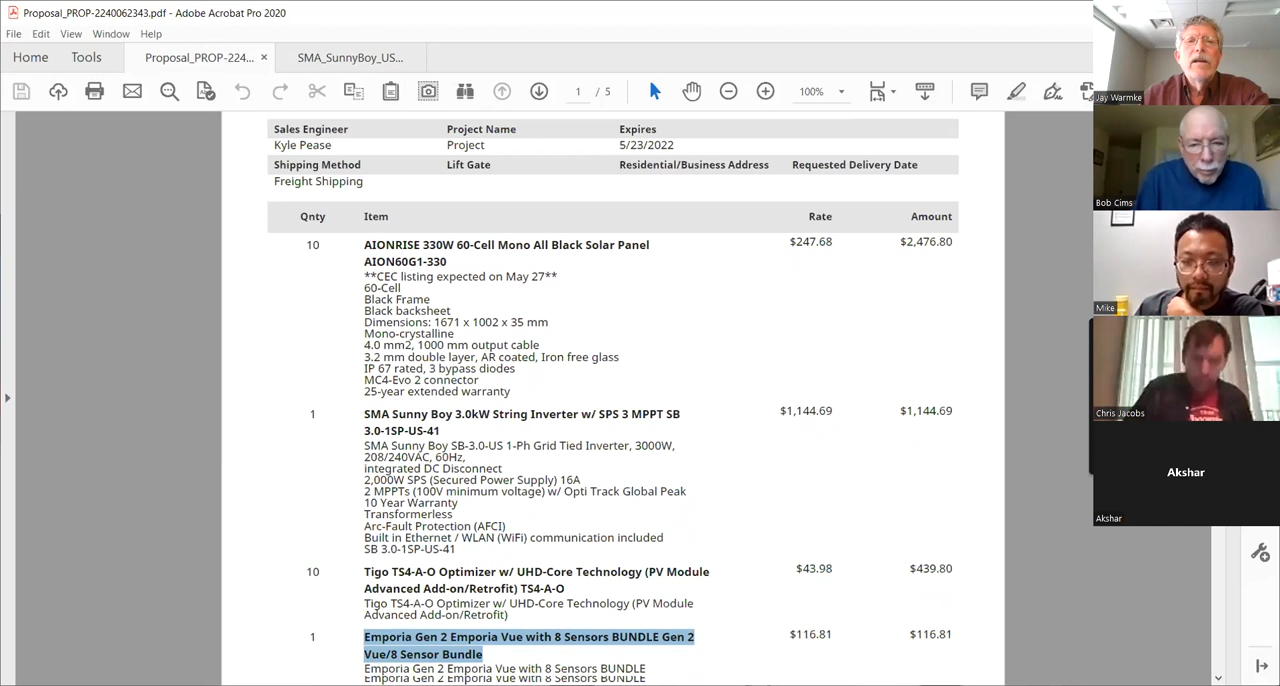 Proposal_PROP-2240062343.pdf - Adobe Acrobat Pro 2020
File Edit View Window Help
Home Tools Proposal_PROP-224... × SMA_SunnyBoy_US...
1 / 5 100%
Sales Engineer Project Name Expires
Kyle Pease Project 5/23/2022
Shipping Method Lift Gate Residential/Business Address Requested Delivery Date
Freight Shipping
Qnty Item Rate Amount
10 AIONRISE 330W 60-Cell Mono All Black Solar Panel $247.68 $2,476.80
AION60G1-330
**CEC listing expected on May 27**
60-Cell
Black Frame
Black backsheet
Dimensions: 1671 x 1002 x 35 mm
Mono-crystalline
4.0 mm2, 1000 mm output cable
3.2 mm double layer, AR coated, Iron free glass
IP 67 rated, 3 bypass diodes
MC4-Evo 2 connector
25-year extended warranty
1 SMA Sunny Boy 3.0kW String Inverter w/ SPS 3 MPPT SB $1,144.69 $1,144.69
3.0-1SP-US-41
SMA Sunny Boy SB-3.0-US 1-Ph Grid Tied Inverter, 3000W,
208/240VAC, 60Hz,
integrated DC Disconnect
2,000W SPS (Secured Power Supply) 16A
2 MPPTs (100V minimum voltage) w/ Opti Track Global Peak
10 Year Warranty
Transformerless
Arc-Fault Protection (AFCI)
Built in Ethernet / WLAN (WiFi) communication included
SB 3.0-1SP-US-41
10 Tigo TS4-A-O Optimizer w/ UHD-Core Technology (PV Module $43.98 $439.80
Advanced Add-on/Retrofit) TS4-A-O
Tigo TS4-A-O Optimizer w/ UHD-Core Technology (PV Module
Advanced Add-on/Retrofit)
1 Emporia Gen 2 Emporia Vue with 8 Sensors BUNDLE Gen 2 $116.81 $116.81
Vue/8 Sensor Bundle
Emporia Gen 2 Emporia Vue with 8 Sensors BUNDLE
Emporia Gen 2 Emporia Vue with 8 Sensors BUNDLE
Jay Warmke
Bob Cims
Mike
Chris Jacobs
Akshar
Akshar